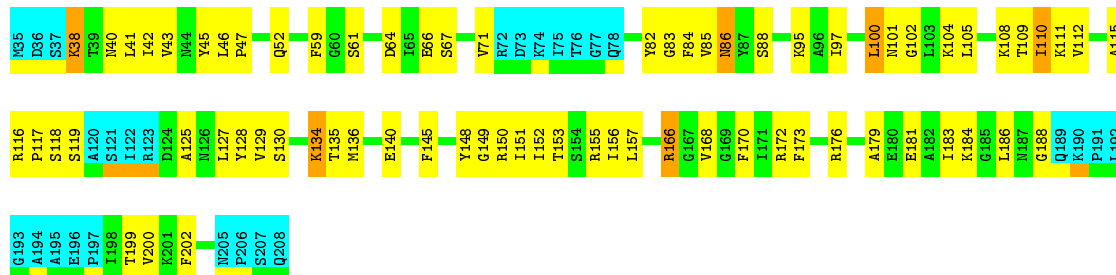 M35 D36 S37 K38 T39 N40 L41 I42 V43 N44 Y45 L46 P47 Q52 F59 G60 S61 D64 I65 E66 S67 V71 R72 D73 K74 I75 T76 G77 Q78 Y82 G83 F84 V85 N86 Y87 S88 K95 A96 I97 L100 N101 G102 L103 K104 L105 K108 T109 I110 K111 V112 A115
R116 P117 S118 S119 A120 S121 I122 R123 D124 A125 N126 L127 Y128 V129 S130 K134 T135 M136 E140 F145 Y148 G149 R150 I151 I152 T153 S154 R155 I156 L157 R166 G167 V168 G169 F170 I171 R172 F173 R176 A179 E180 E181 A182 I183 K184 G185 L186 N187 G188 Q189 K190 P191 L192
G193 A194 A195 E196 P197 I198 T199 V200 K201 F202 N205 P206 S207 Q208